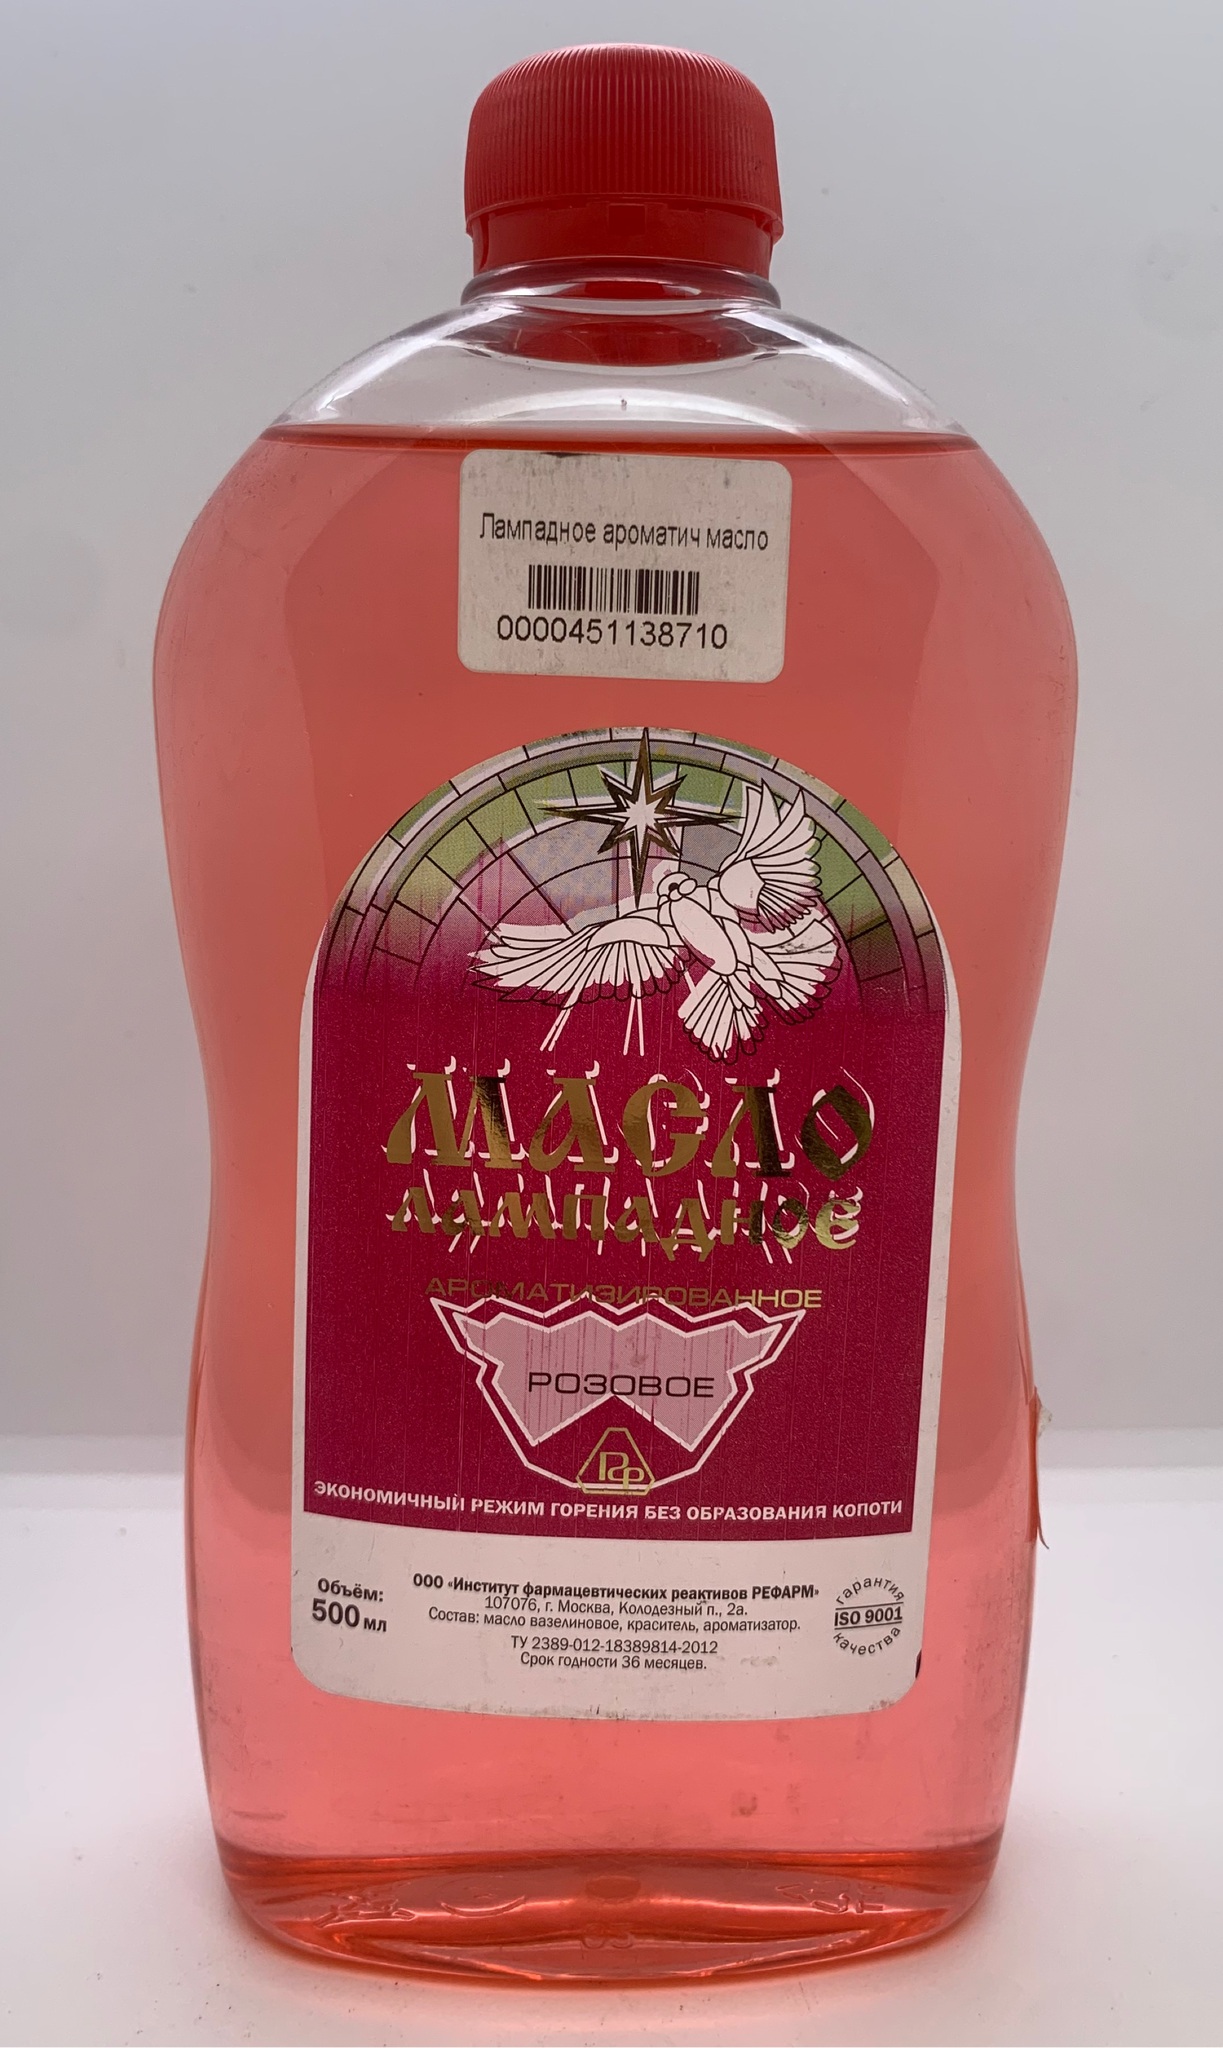 Лампадное ароматич масло
0000451138710
МАСЛО
ЛАМПАДНОЕ
АРОМАТИЗИРОВАННОЕ
РОЗОВОЕ
Рф
ЭКОНОМИЧНЫЙ РЕЖИМ ГОРЕНИЯ БЕЗ ОБРАЗОВАНИЯ КОПОТИ
Объём:
500 мл
ООО «Институт фармацевтических реактивов РЕФАРМ»
107076, г. Москва, Колодезный п., 2а.
Состав: масло вазелиновое, краситель, ароматизатор.
ТУ 2389-012-18389814-2012
Срок годности 36 месяцев.
гарантия
ISO 9001
качества